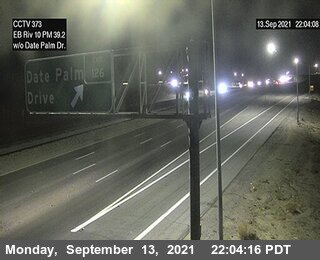 CCTV 373
EB Riv 10 PM 39.2
w/o Date Palm Dr.
13.Sep 2021 22:04:08
EXIT
126
Date Palm
Drive
Monday, September 13, 2021 22:04:16 PDT